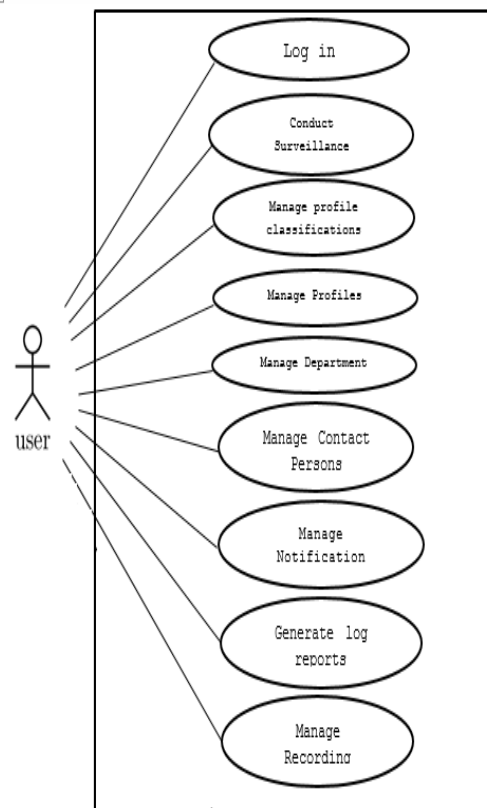 Log in
Conduct
Surveillance
Manage profile
classifications
Manage Profiles
Manage Department
Manage Contact
Persons
Manage
Notification
Generate log
reports
Manage
Recording
user